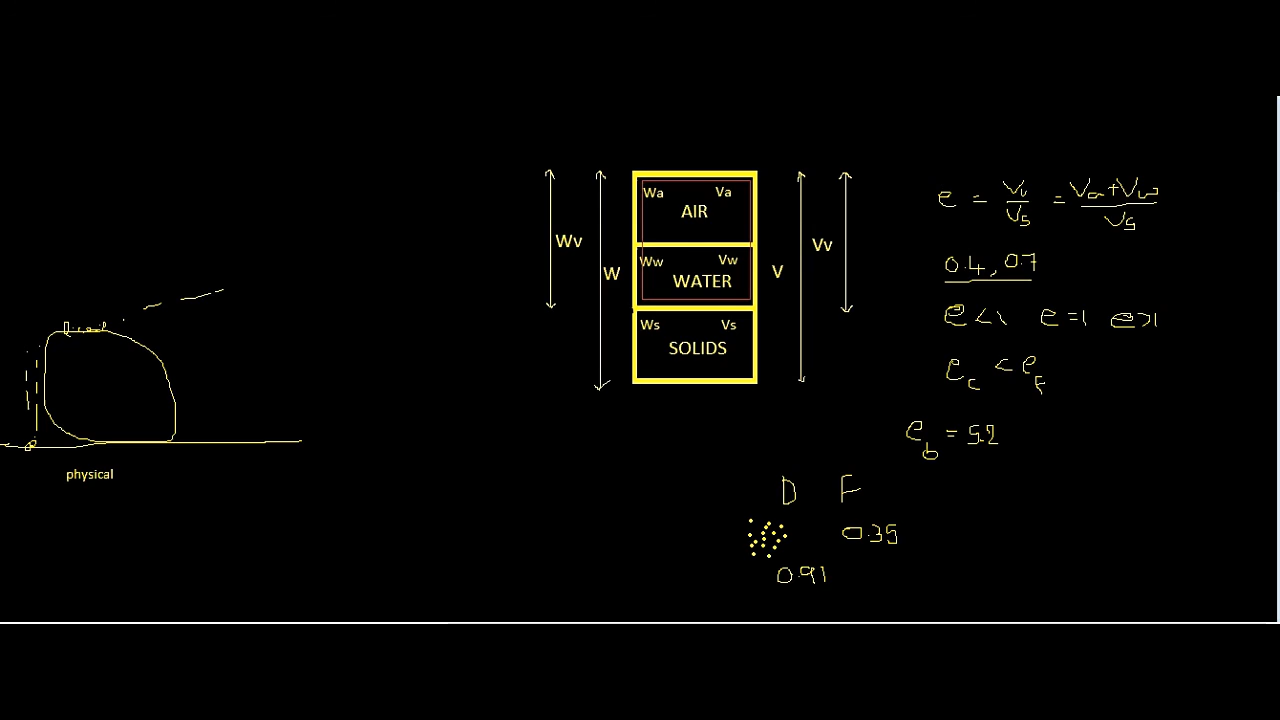 Wa Va
AIR
Wv
Ww Vw
W
WATER
V
Vv
Ws Vs
SOLIDS
physical
e = Vv/Vs = Va+Vw/Vs
0.4, 0.7
e<1 e=1 e>1
ec < eF
eb = 5.2
D F
0.35
0.91